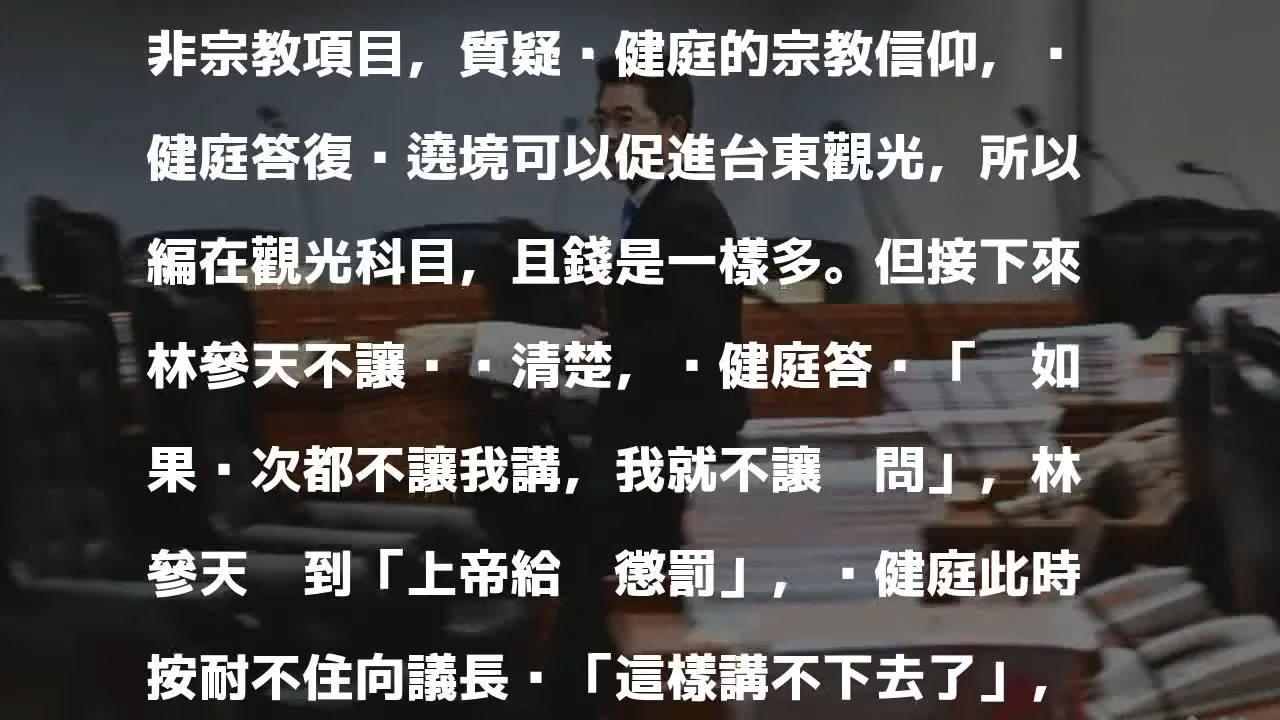 非宗教項目，質疑·健庭的宗教信仰，·
健庭答復·遶境可以促進台東觀光，所以
編在觀光科目，且錢是一樣多。但接下來
林參天不讓··清楚，·健庭答·「　如
果·次都不讓我講，我就不讓　問」，林
參天　到「上帝給　懲罰」，·健庭此時
按耐不住向議長·「這樣講不下去了」，